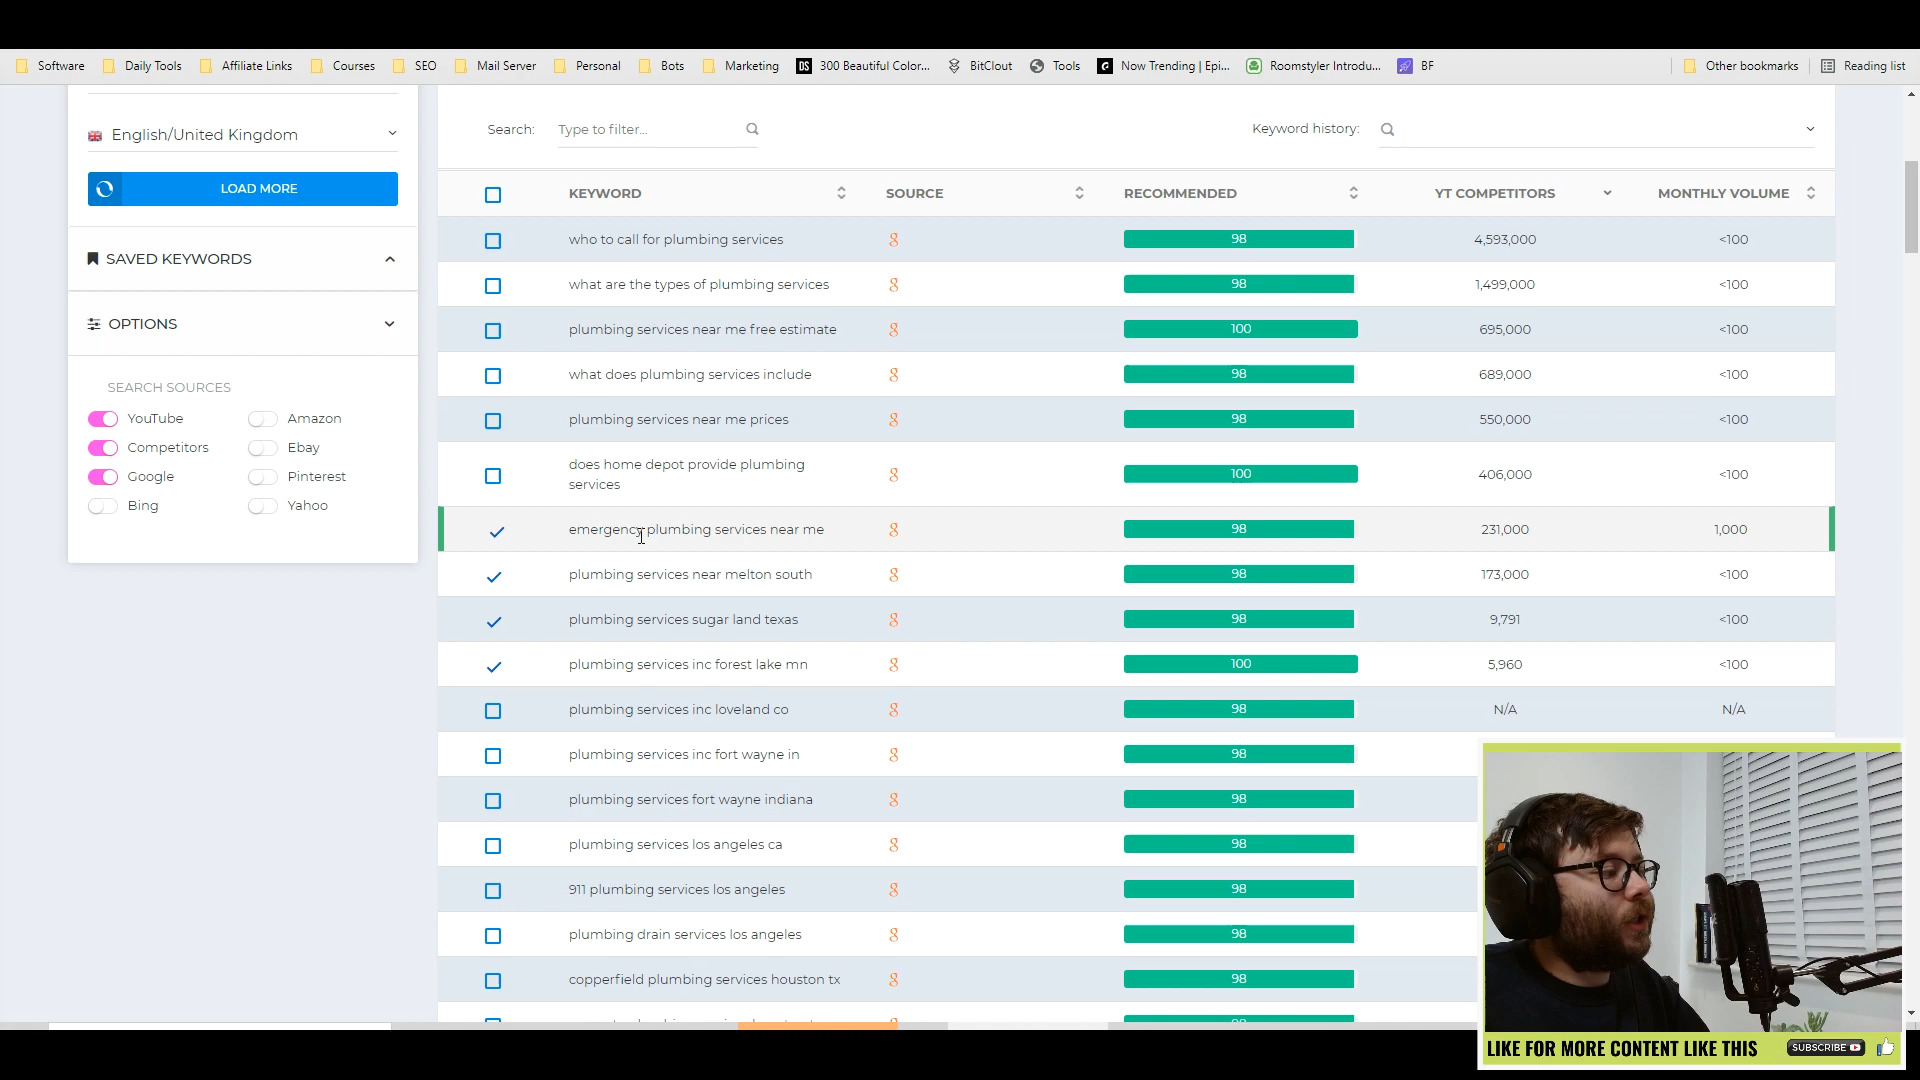 Software Daily Tools Affiliate Links Courses SEO Mail Server Personal Bots Marketing 300 Beautiful Color... BitClout Tools Now Trending | Epi... Roomstyler Introdu... BF Other bookmarks Reading list
English/United Kingdom
LOAD MORE
SAVED KEYWORDS
OPTIONS
SEARCH SOURCES
YouTube Amazon
Competitors Ebay
Google Pinterest
Bing Yahoo
Search: Type to filter... Keyword history:
KEYWORD SOURCE RECOMMENDED YT COMPETITORS MONTHLY VOLUME
who to call for plumbing services 98 4,593,000 <100
what are the types of plumbing services 98 1,499,000 <100
plumbing services near me free estimate 100 695,000 <100
what does plumbing services include 98 689,000 <100
plumbing services near me prices 98 550,000 <100
does home depot provide plumbing
services 100 406,000 <100
emergency plumbing services near me 98 231,000 1,000
plumbing services near melton south 98 173,000 <100
plumbing services sugar land texas 98 9,791 <100
plumbing services inc forest lake mn 100 5,960 <100
plumbing services inc loveland co 98 N/A N/A
plumbing services inc fort wayne in 98
plumbing services fort wayne indiana 98
plumbing services los angeles ca 98
911 plumbing services los angeles 98
plumbing drain services los angeles 98
copperfield plumbing services houston tx 98
LIKE FOR MORE CONTENT LIKE THIS SUBSCRIBE